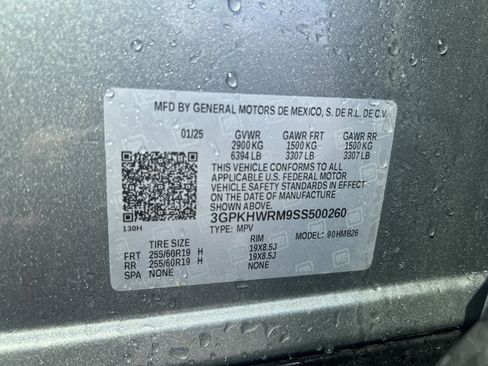 MFD BY GENERAL MOTORS DE MEXICO, S. DE R.L. DE C.V.
01/25 GVWR GAWR FRT GAWR RR
2900 KG 1500 KG 1500 KG
6394 LB 3307 LB 3307 LB
THIS VEHICLE CONFORMS TO ALL
APPLICABLE U.S. FEDERAL MOTOR
VEHICLE SAFETY STANDARDS IN EFFECT
ON THE DATE OF MANUFACTURE
SHOWN ABOVE.
3GPKHWRM9SS500260
130H TYPE: MPV MODEL: 90HMB26
TIRE SIZE RIM
FRT 255/60R19 H 19X8.5J
RR 255/60R19 H 19X8.5J
SPA NONE NONE